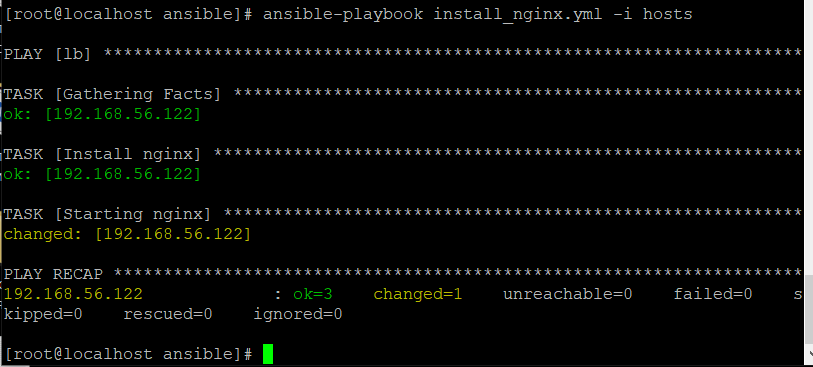 [root@localhost ansible]# ansible-playbook install_nginx.yml -i hosts
PLAY [lb] **********************************************************************
TASK [Gathering Facts] *********************************************************
ok: [192.168.56.122]
TASK [Install nginx] ***********************************************************
ok: [192.168.56.122]
TASK [Starting nginx] **********************************************************
changed: [192.168.56.122]
PLAY RECAP *********************************************************************
192.168.56.122             : ok=3    changed=1    unreachable=0    failed=0    s
kipped=0    rescued=0    ignored=0
[root@localhost ansible]#